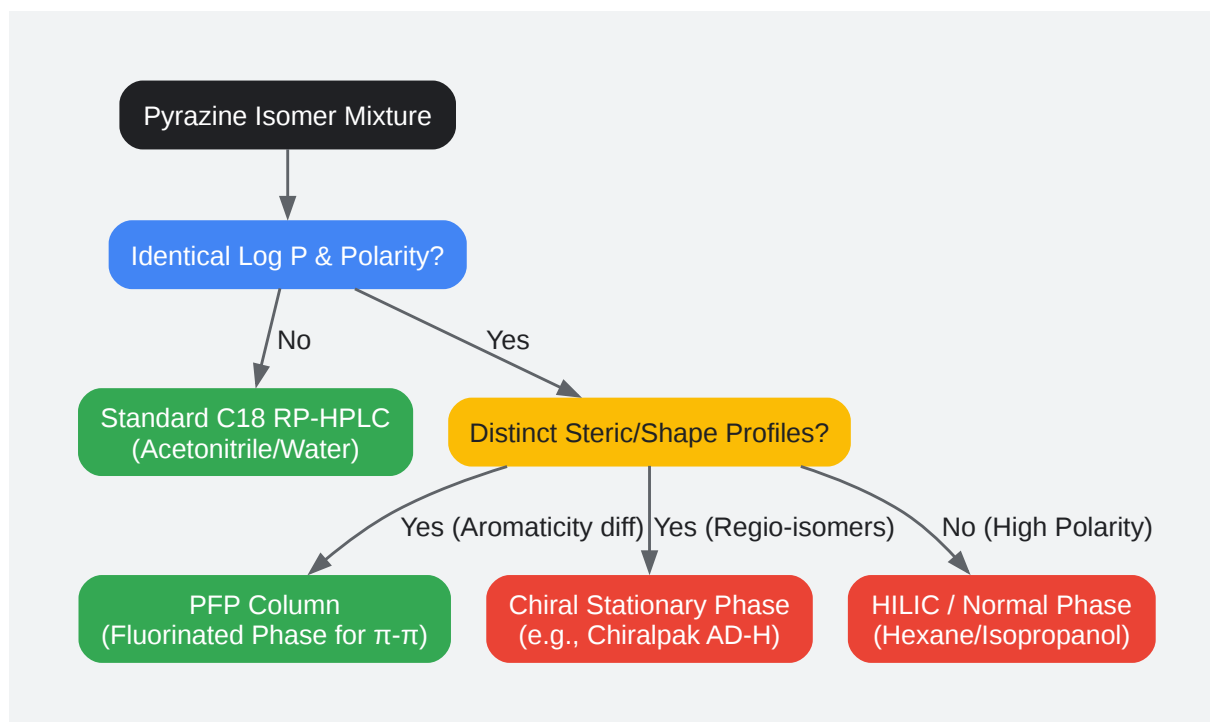 Pyrazine Isomer Mixture
Identical Log P & Polarity?
No
Yes
Standard C18 RP-HPLC
(Acetonitrile/Water)
Distinct Steric/Shape Profiles?
Yes (Aromaticity diff)
Yes (Regio-isomers)
No (High Polarity)
PFP Column
(Fluorinated Phase for π-π)
Chiral Stationary Phase
(e.g., Chiralpak AD-H)
HILIC / Normal Phase
(Hexane/Isopropanol)